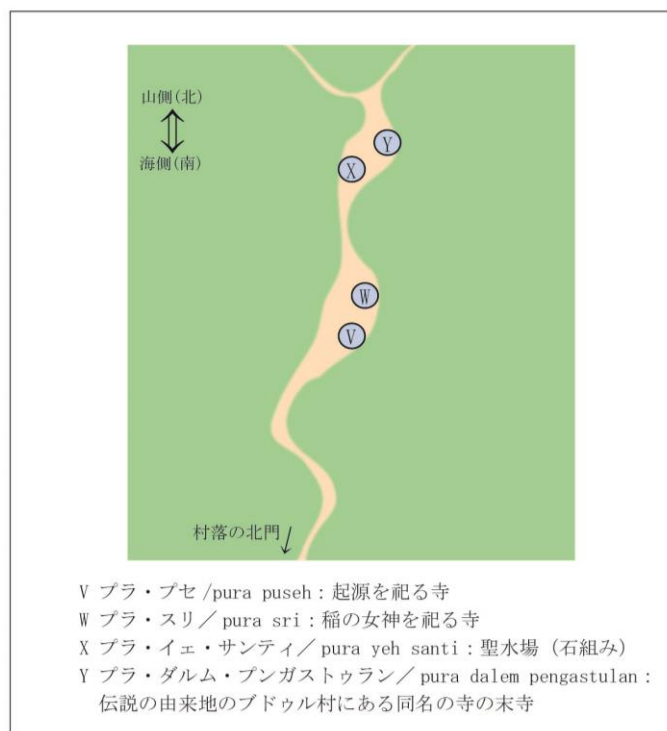 山側(北)
海側(南)
Y
X
W
V
村落の北門
V プラ・プセ /pura puseh：起源を祀る寺
W プラ・スリ／ pura sri：稲の女神を祀る寺
X プラ・イェ・サンティ／ pura yeh santi：聖水場（石組み）
Y プラ・ダルム・プンガストゥラン／ pura dalem pengastulan：
伝説の由来地のブドゥル村にある同名の寺の末寺